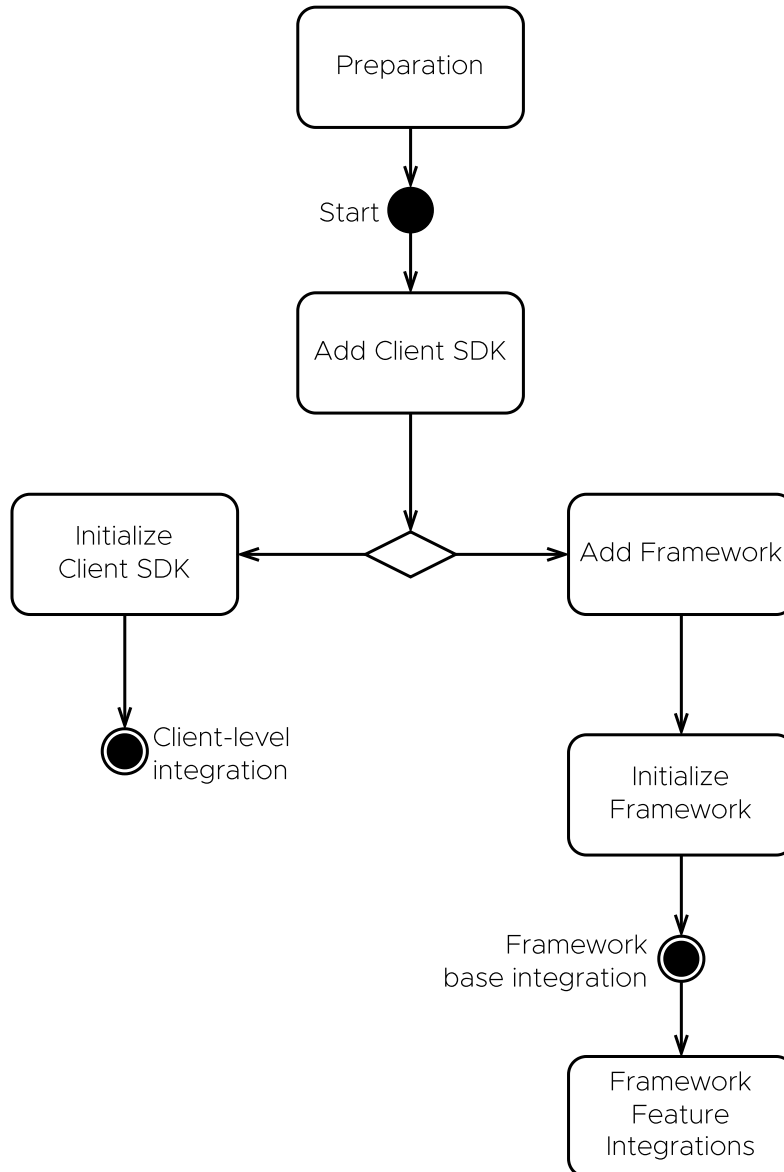 Preparation
Start
Add Client SDK
Initialize
Client SDK
Add Framework
Client-level
integration
Initialize
Framework
Framework
base integration
Framework
Feature
Integrations